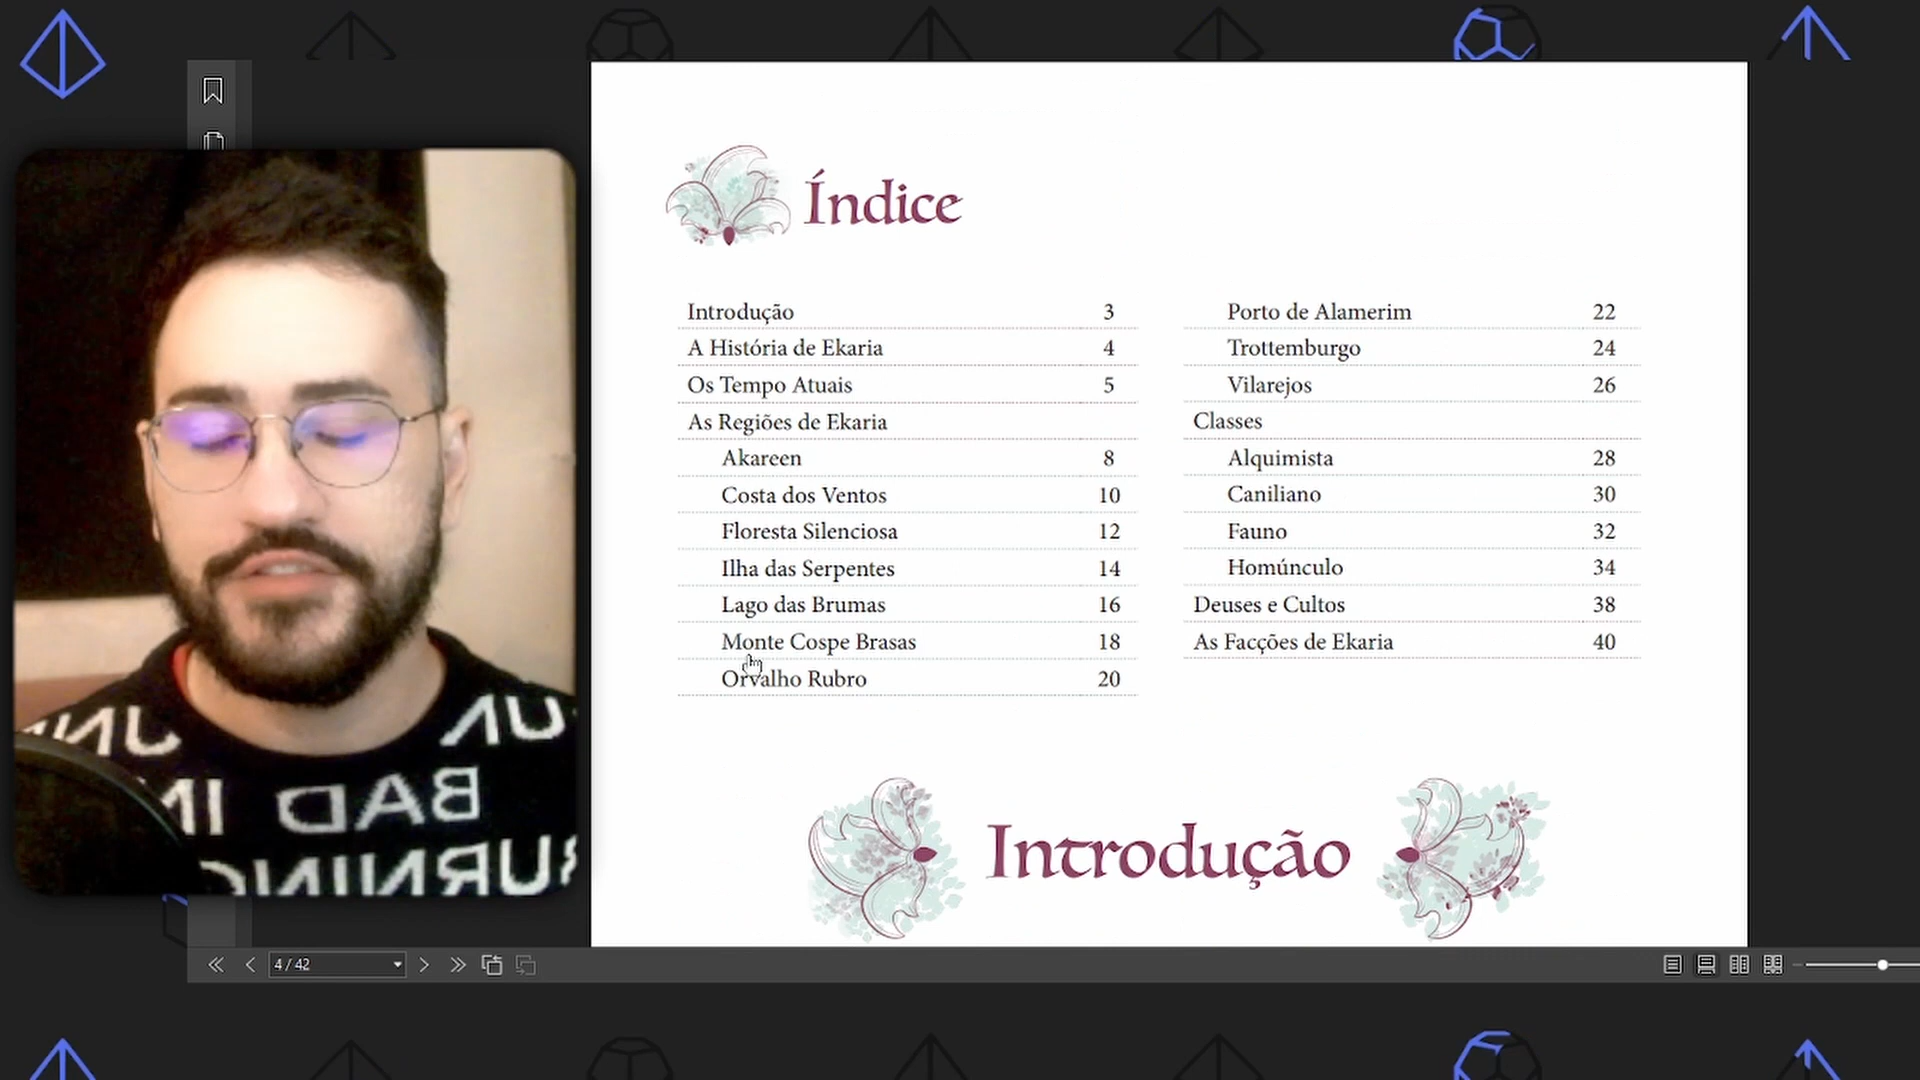 Índice
Introdução 3
A História de Ekaria 4
Os Tempo Atuais 5
As Regiões de Ekaria
Akareen 8
Costa dos Ventos 10
Floresta Silenciosa 12
Ilha das Serpentes 14
Lago das Brumas 16
Monte Cospe Brasas 18
Orvalho Rubro 20
Porto de Alamerim 22
Trottemburgo 24
Vilarejos 26
Classes
Alquimista 28
Caniliano 30
Fauno 32
Homúnculo 34
Deuses e Cultos 38
As Facções de Ekaria 40
Introdução
BAD
4 / 42